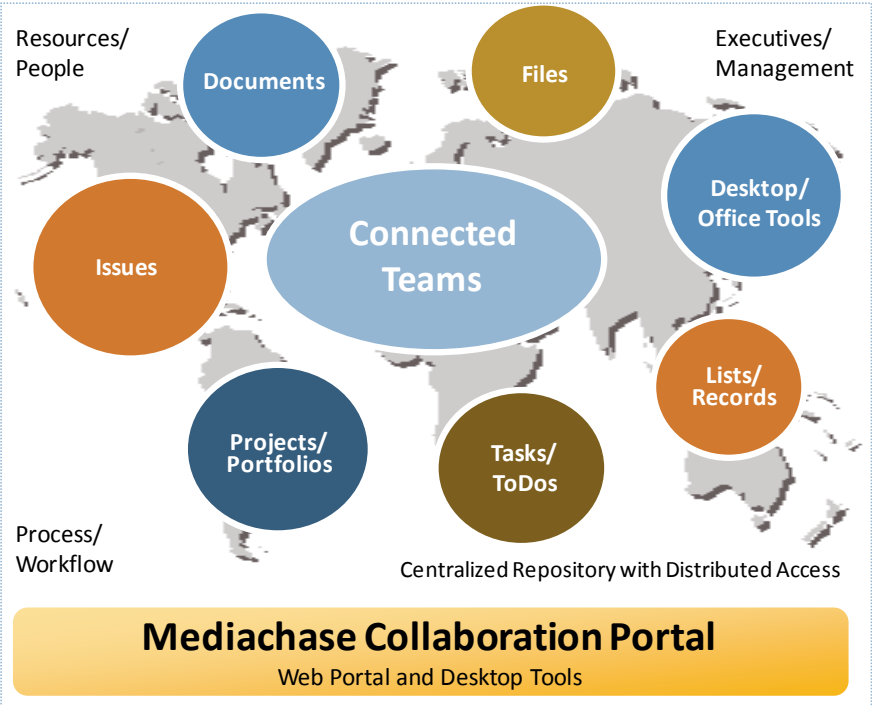 Resources/
People
Documents
Files
Executives/
Management
Desktop/
Office Tools
Connected
Teams
Issues
Lists/
Records
Projects/
Portfolios
Tasks/
ToDos
Process/
Workflow
Centralized Repository with Distributed Access
Mediachase Collaboration Portal
Web Portal and Desktop Tools